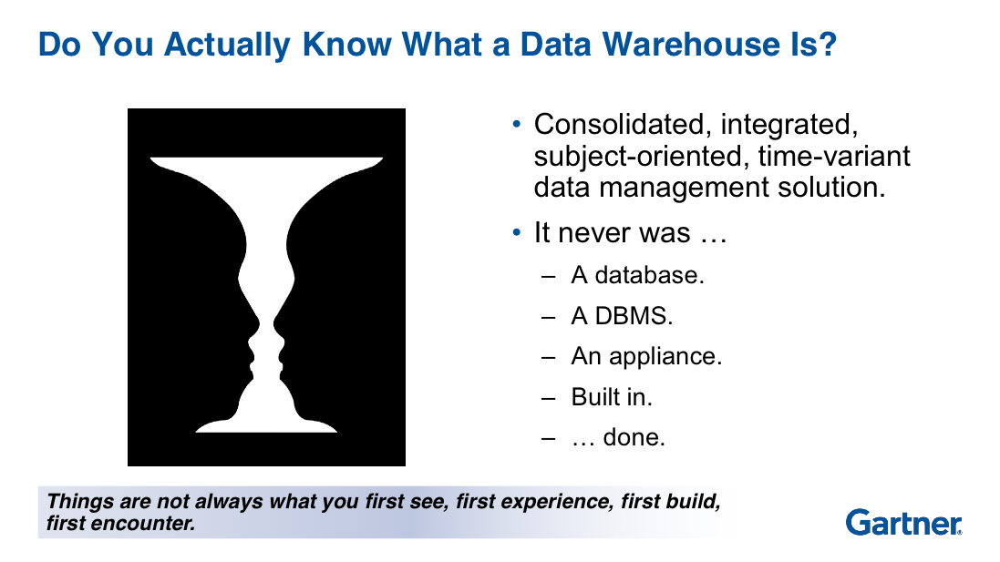 Do You Actually Know What a Data Warehouse Is?
• Consolidated, integrated,
subject-oriented, time-variant
data management solution.
• It never was …
– A database.
– A DBMS.
– An appliance.
– Built in.
– … done.
Things are not always what you first see, first experience, first build,
first encounter.
Gartner®